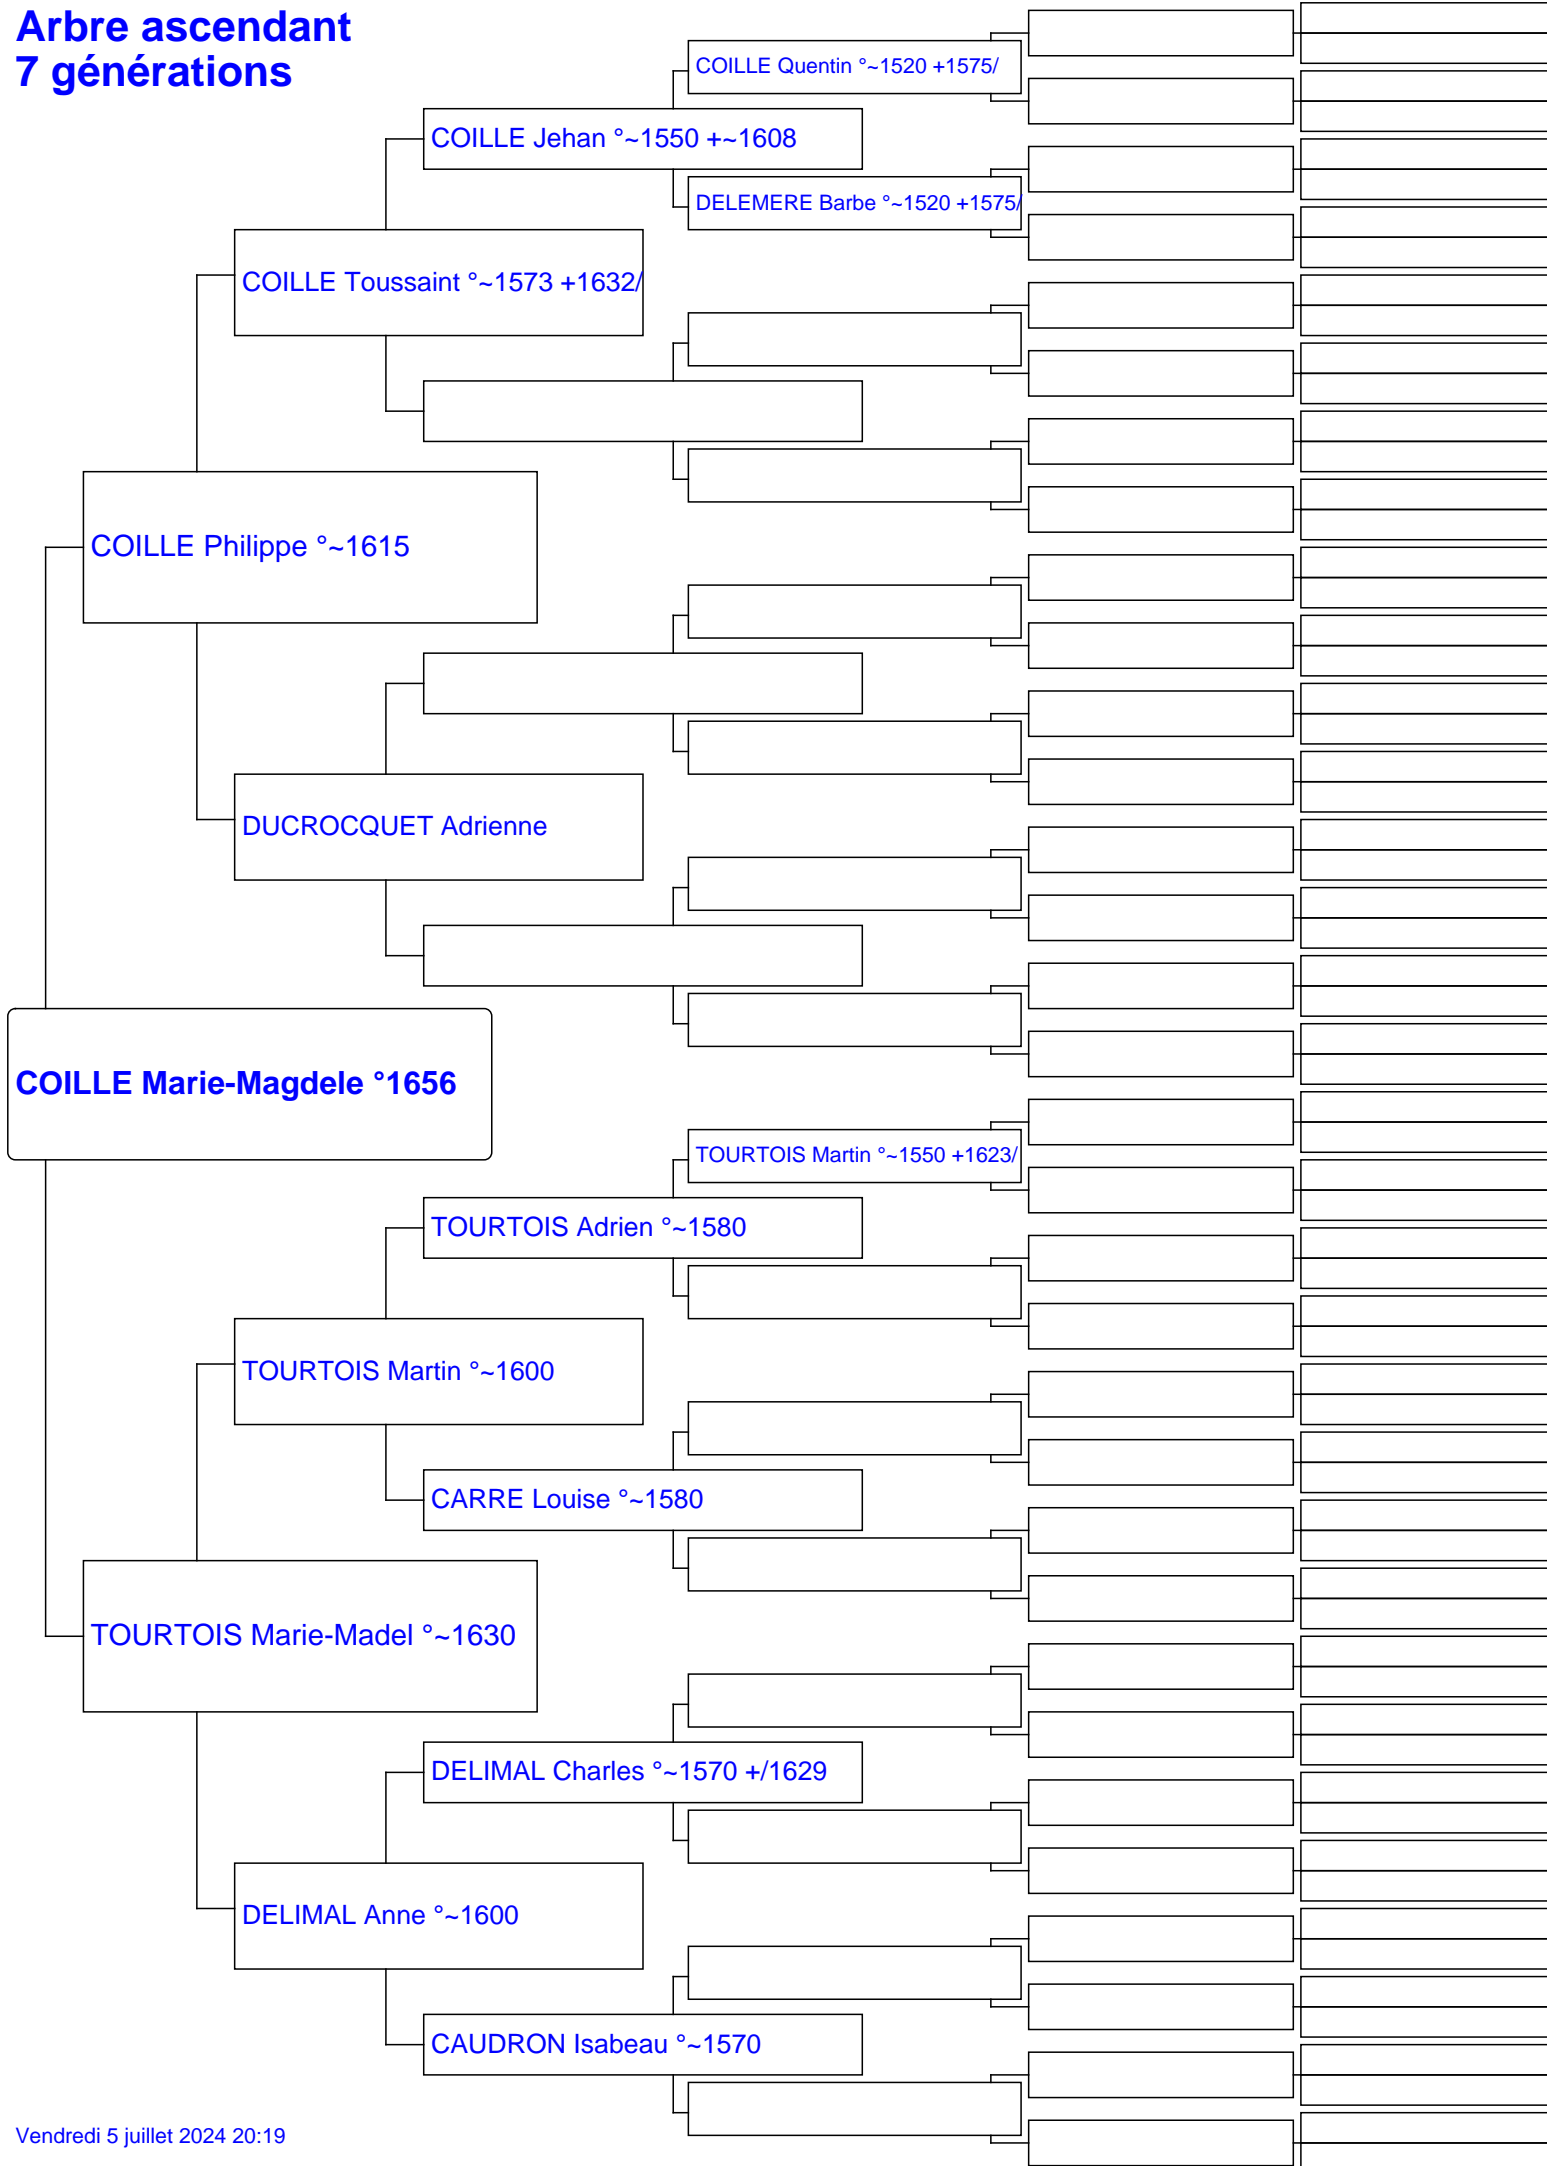 Arbre ascendant
7 générations
COILLE Quentin °~1520 +1575/
COILLE Jehan °~1550 +~1608
DELEMERE Barbe °~1520 +1575/
COILLE Toussaint °~1573 +1632/
COILLE Philippe °~1615
DUCROCQUET Adrienne
COILLE Marie-Magdele °1656
TOURTOIS Martin °~1550 +1623/
TOURTOIS Adrien °~1580
TOURTOIS Martin °~1600
CARRE Louise °~1580
TOURTOIS Marie-Madel °~1630
DELIMAL Charles °~1570 +/1629
DELIMAL Anne °~1600
CAUDRON Isabeau °~1570
Vendredi 5 juillet 2024 20:19